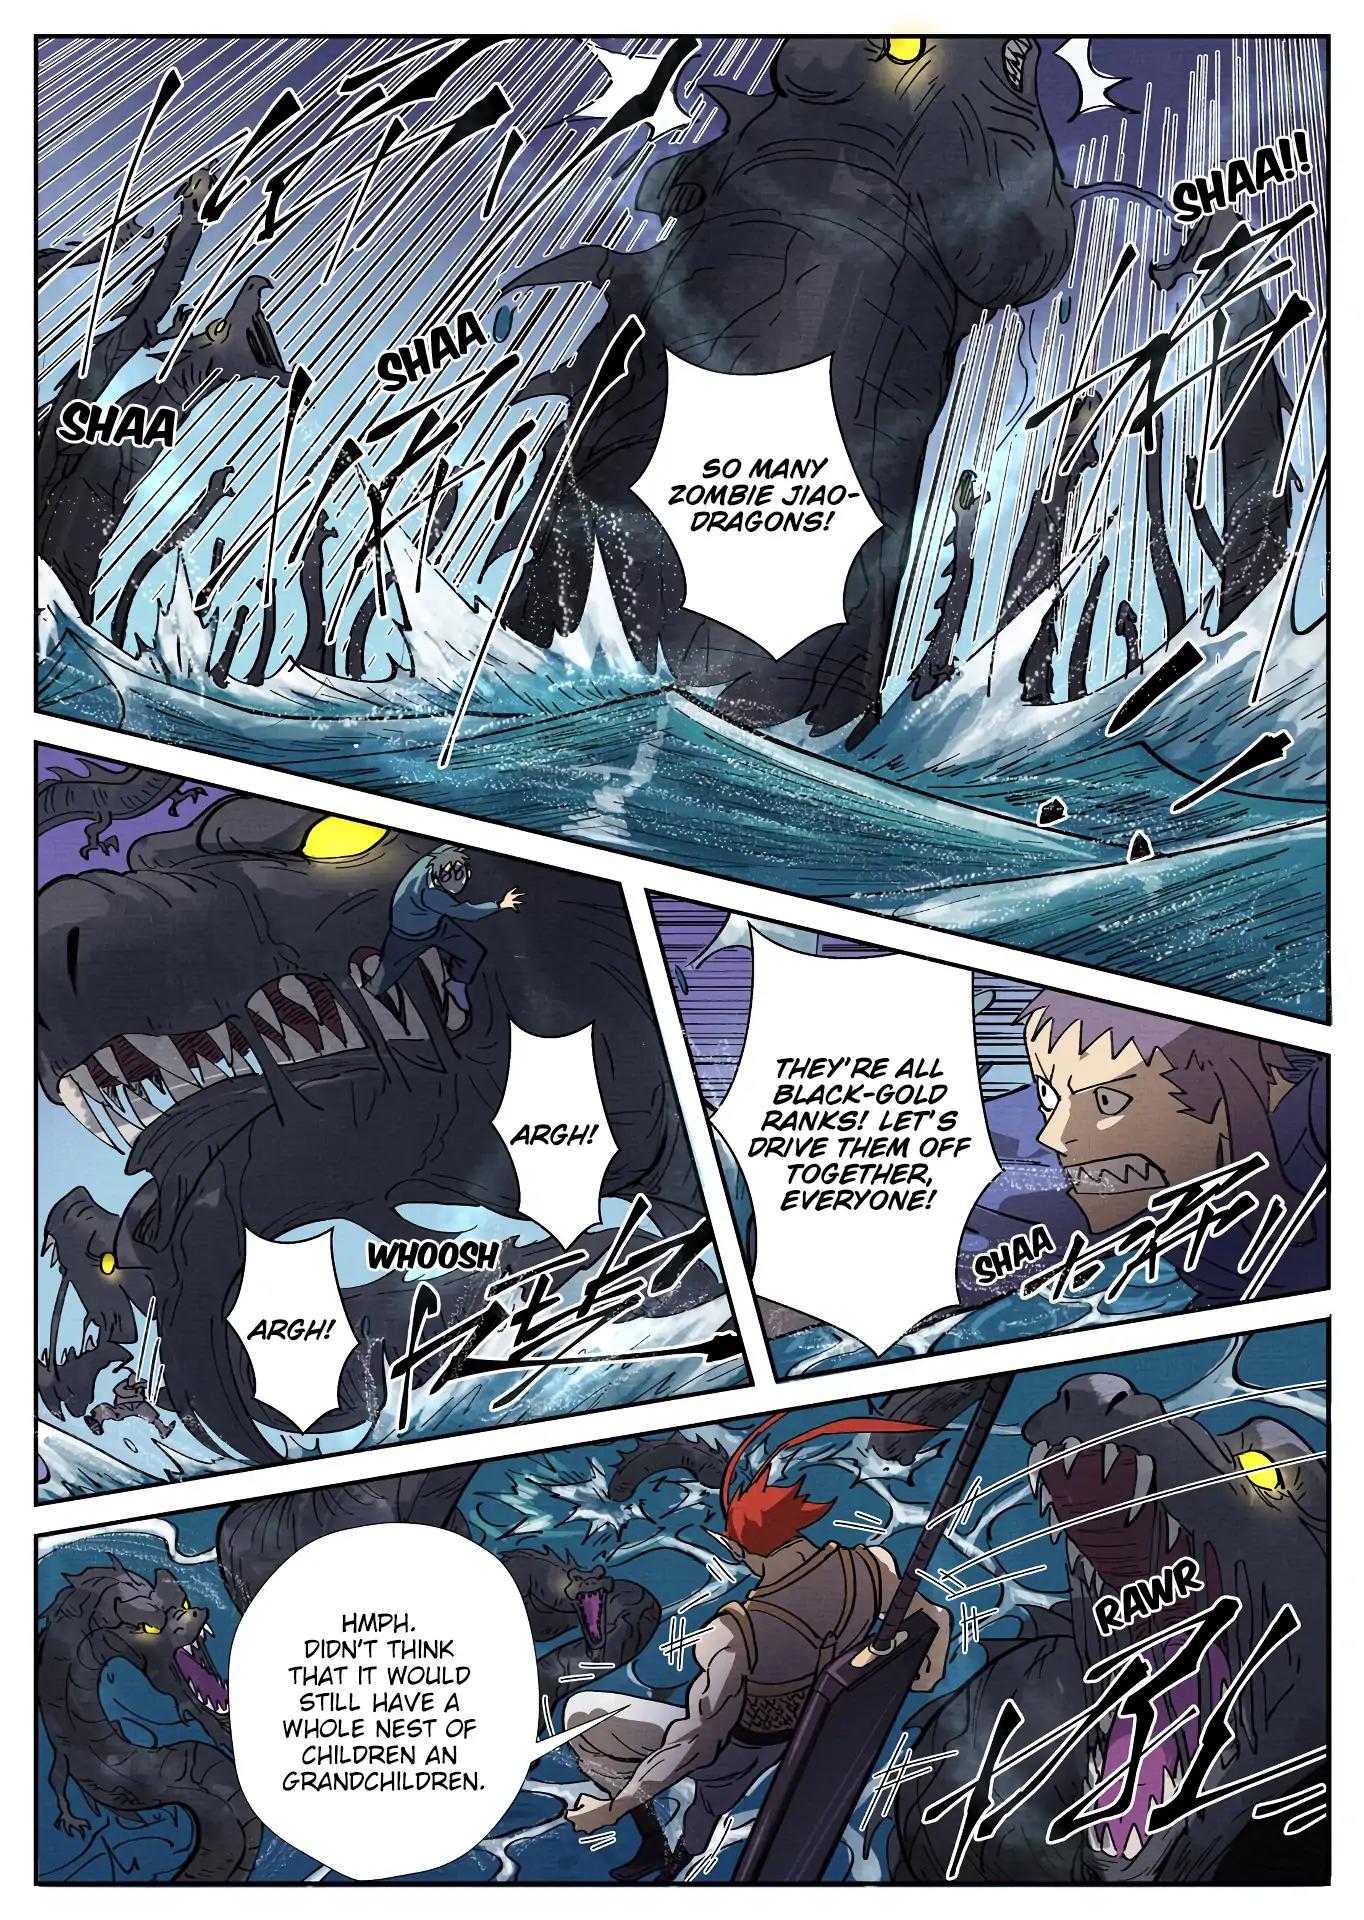 SHAA!!
SHAA
SHAA
SO MANY
ZOMBIE JIAO-
DRAGONS!
ARGH!
WHOOSH
ARGH!
THEY'RE ALL
BLACK-GOLD
RANKS! LET'S
DRIVE THEM OFF
TOGETHER,
EVERYONE!
SHAA
RAWR
HMPH.
DIDN'T THINK
THAT IT WOULD
STILL HAVE A
WHOLE NEST OF
CHILDREN AN
GRANDCHILDREN.